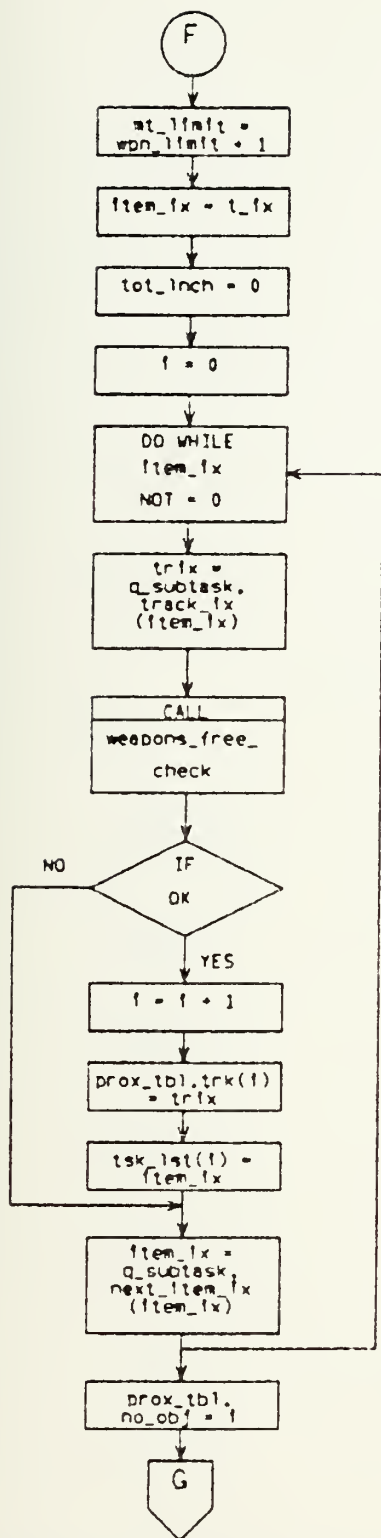 F
mt_limit =
wpn_limit + 1
item_ix = t_ix
tot_lnch = 0
i = 0
DO WHILE
item_ix
NOT = 0
trix =
q_subtask.
track_ix
(item_ix)
CALL
weapons_free_
check
NO
IF
OK
YES
i = i + 1
prox_tbl.trk(i)
= trix
tsk_lst(i) =
item_ix
item_ix =
q_subtask.
next_item_ix
(item_ix)
prox_tbl.
no_obj = i
G